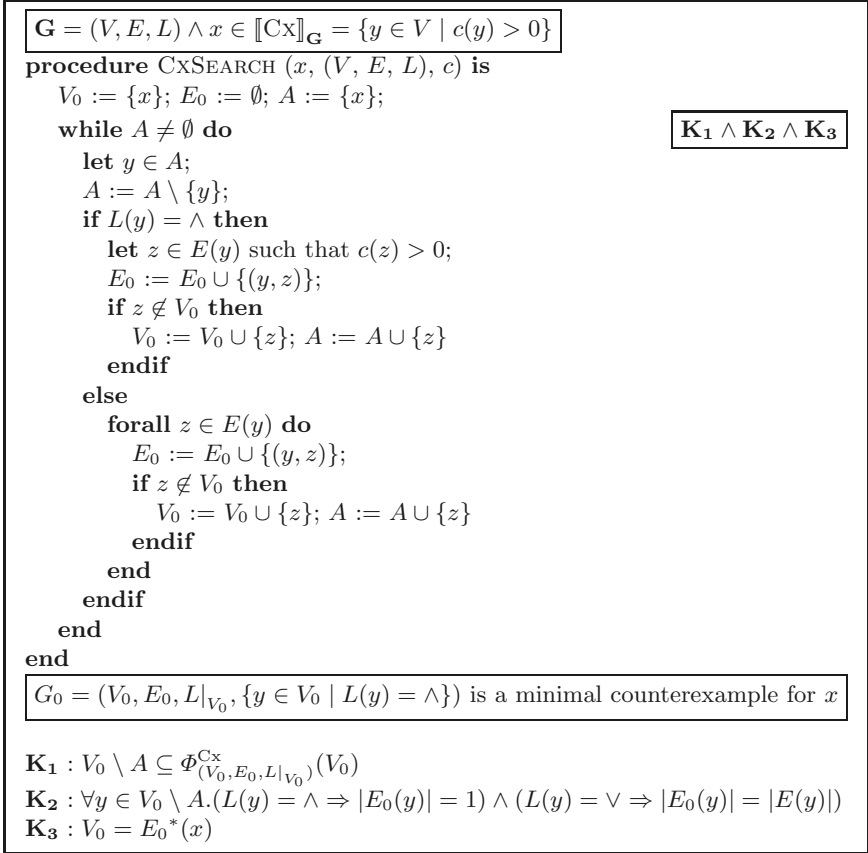 G = (V, E, L) ∧ x ∈ ⟦Cx⟧_G = {y ∈ V | c(y) > 0}
procedure CxSearch (x, (V, E, L), c) is
V₀ := {x}; E₀ := ∅; A := {x};
while A ≠ ∅ do K₁ ∧ K₂ ∧ K₃
let y ∈ A;
A := A \ {y};
if L(y) = ∧ then
let z ∈ E(y) such that c(z) > 0;
E₀ := E₀ ∪ {(y, z)};
if z ∉ V₀ then
V₀ := V₀ ∪ {z}; A := A ∪ {z}
endif
else
forall z ∈ E(y) do
E₀ := E₀ ∪ {(y, z)};
if z ∉ V₀ then
V₀ := V₀ ∪ {z}; A := A ∪ {z}
endif
end
endif
end
end
G₀ = (V₀, E₀, L|_{V₀}, {y ∈ V₀ | L(y) = ∧}) is a minimal counterexample for x
K₁ : V₀ \ A ⊆ Φ^{Cx}_{(V₀,E₀,L|_{V₀})}(V₀)
K₂ : ∀y ∈ V₀ \ A.(L(y) = ∧ ⇒ |E₀(y)| = 1) ∧ (L(y) = ∨ ⇒ |E₀(y)| = |E(y)|)
K₃ : V₀ = E₀*(x)